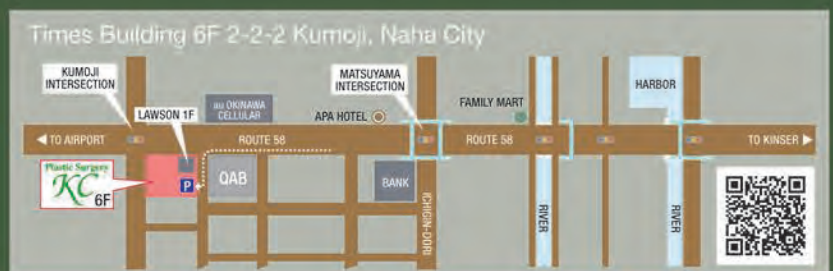 Times Building 6F 2-2-2 Kumoji, Naha City
KUMOJI
INTERSECTION
LAWSON 1F
au OKINAWA
CELLULAR
APA HOTEL
MATSUYAMA
INTERSECTION
FAMILY MART
HARBOR
TO AIRPORT
ROUTE 58
ROUTE 58
TO KINSER
Plastic Surgery
KC
6F
P
QAB
BANK
ICHIGIN-DORI
RIVER
RIVER